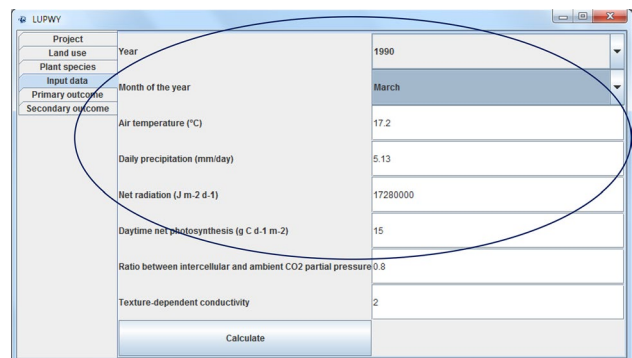 LUPWY
Project
Land use
Plant species
Input data
Primary outcome
Secondary outcome
Year 1990
Month of the year March
Air temperature (°C) 17.2
Daily precipitation (mm/day) 5.13
Net radiation (J m-2 d-1) 17280000
Daytime net photosynthesis (g C d-1 m-2) 15
Ratio between intercellular and ambient CO2 partial pressure 0.8
Texture-dependent conductivity 2
Calculate